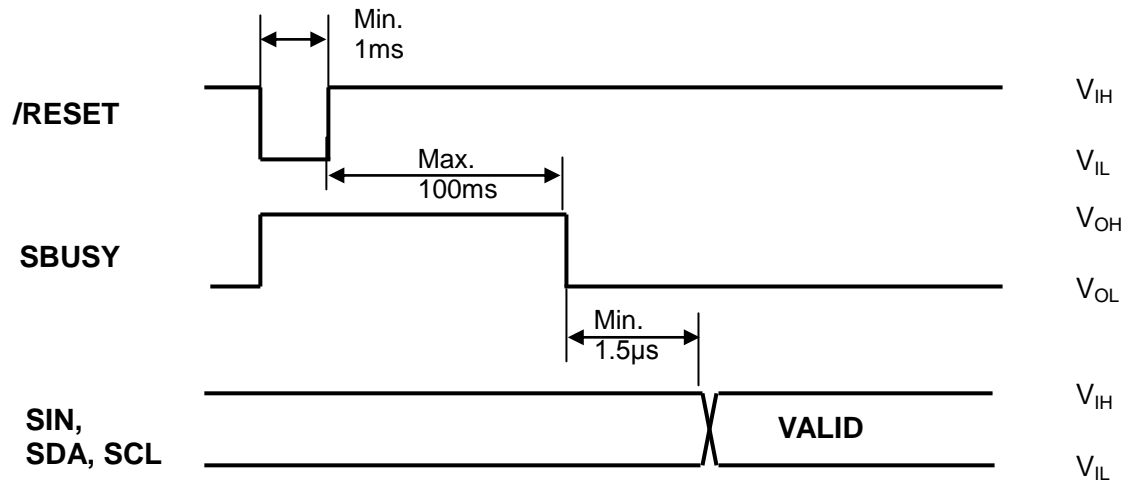 Min.
1ms
/RESET
VIH
VIL
Max.
100ms
SBUSY
VOH
VOL
Min.
1.5µs
SIN,
SDA, SCL
VALID
VIH
VIL